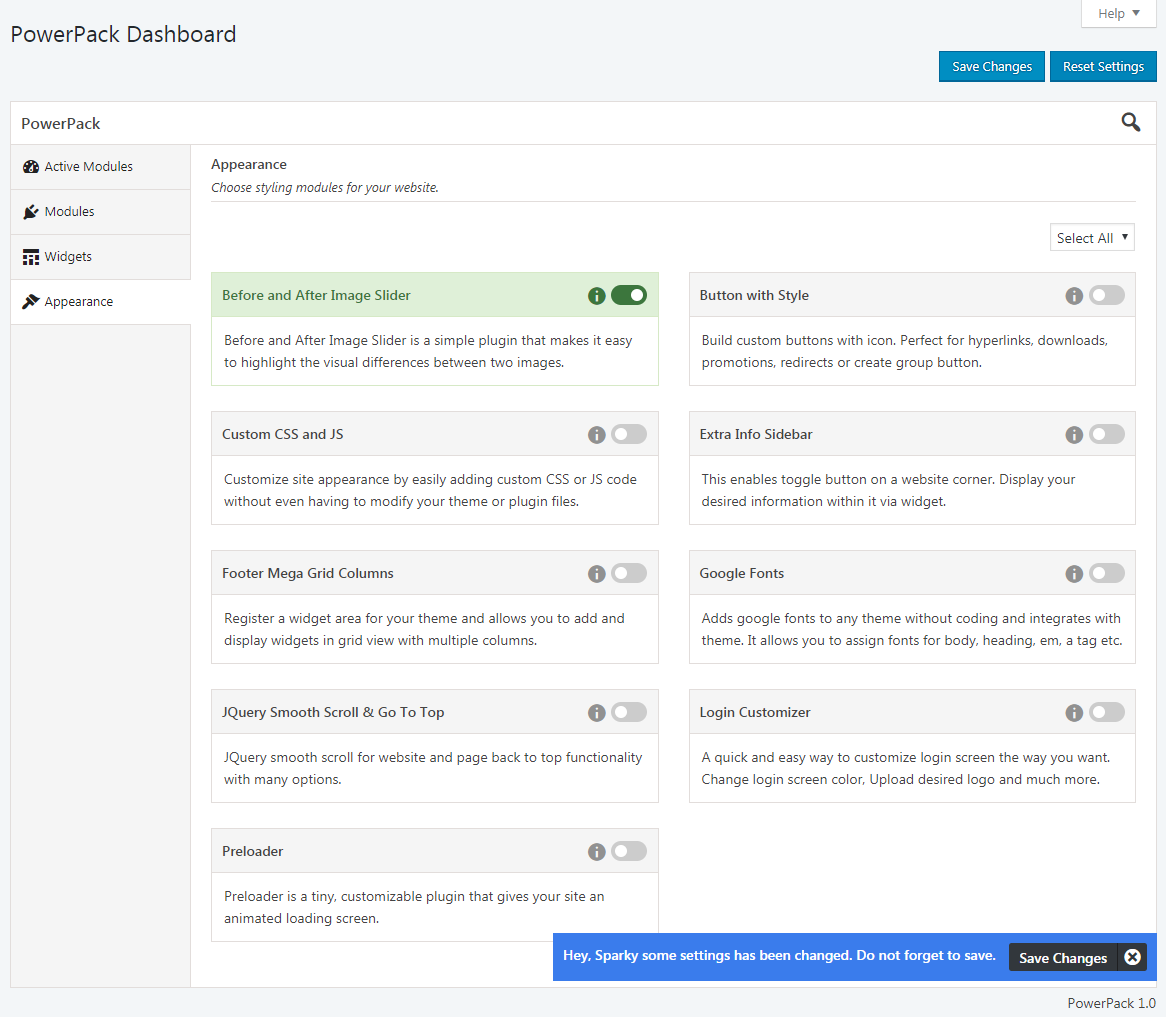 Help
PowerPack Dashboard
Save Changes
Reset Settings
PowerPack
Active Modules
Modules
Widgets
Appearance
Appearance
Choose styling modules for your website.
Select All
Before and After Image Slider
Before and After Image Slider is a simple plugin that makes it easy
to highlight the visual differences between two images.
Button with Style
Build custom buttons with icon. Perfect for hyperlinks, downloads,
promotions, redirects or create group button.
Custom CSS and JS
Customize site appearance by easily adding custom CSS or JS code
without even having to modify your theme or plugin files.
Extra Info Sidebar
This enables toggle button on a website corner. Display your
desired information within it via widget.
Footer Mega Grid Columns
Register a widget area for your theme and allows you to add and
display widgets in grid view with multiple columns.
Google Fonts
Adds google fonts to any theme without coding and integrates with
theme. It allows you to assign fonts for body, heading, em, a tag etc.
JQuery Smooth Scroll & Go To Top
JQuery smooth scroll for website and page back to top functionality
with many options.
Login Customizer
A quick and easy way to customize login screen the way you want.
Change login screen color, Upload desired logo and much more.
Preloader
Preloader is a tiny, customizable plugin that gives your site an
animated loading screen.
Hey, Sparky some settings has been changed. Do not forget to save.
Save Changes
PowerPack 1.0